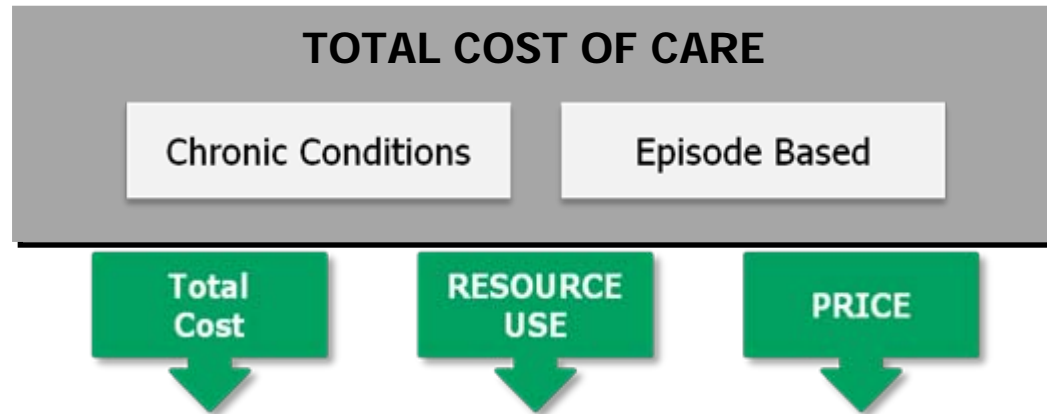 TOTAL COST OF CARE
Chronic Conditions
Episode Based
Total
Cost
RESOURCE
USE
PRICE